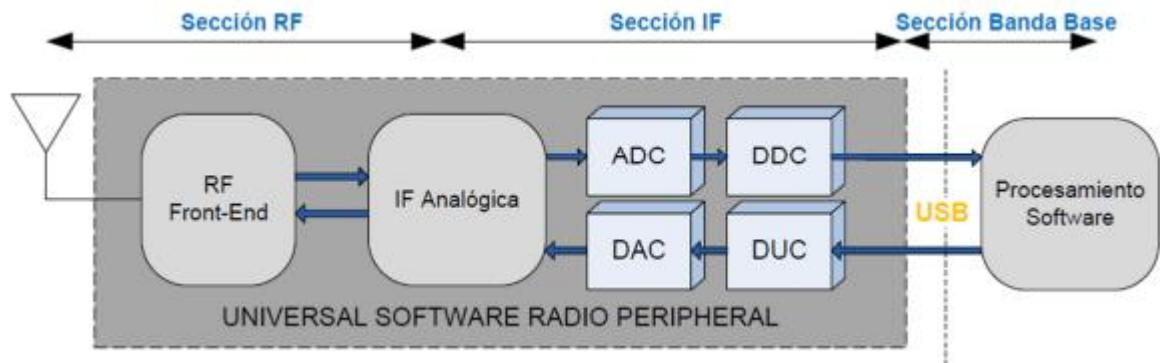 Sección RF
Sección IF
Sección Banda Base
RF
Front-End
IF Analógica
ADC
DDC
DAC
DUC
USB
Procesamiento
Software
UNIVERSAL SOFTWARE RADIO PERIPHERAL